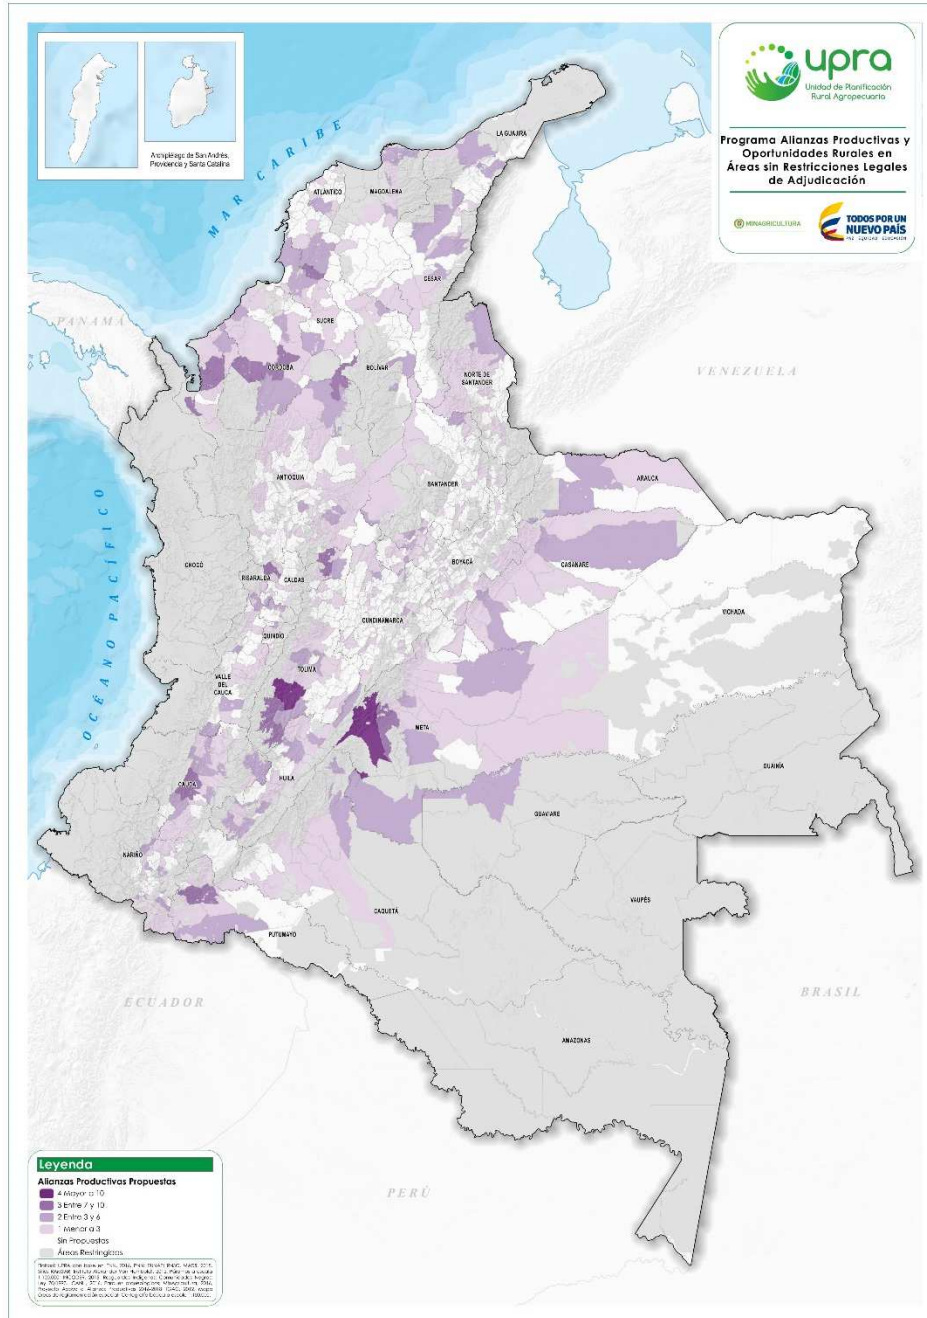 upra
Unidad de Planificación
Rural Agropecuaria
Programa Alianzas Productivas y
Oportunidades Rurales en
Áreas sin Restricciones Legales
de Adjudicación
MINAGRICULTURA
TODOS POR UN
NUEVO PAÍS
PAZ EQUIDAD EDUCACIÓN
Archipiélago de San Andrés,
Providencia y Santa Catalina
MAR CARIBE
LA GUAJIRA
ATLÁNTICO
MAGDALENA
CESAR
SUCRE
PANAMÁ
CÓRDOBA
BOLÍVAR
NORTE DE
SANTANDER
VENEZUELA
ANTIOQUIA
SANTANDER
ARAUCA
OCÉANO PACÍFICO
CHOCÓ
RISARALDA
CALDAS
BOYACÁ
CASANARE
CUNDINAMARCA
VICHADA
QUINDIO
TOLIMA
VALLE
DEL
CAUCA
META
HUILA
GUAINÍA
CAUCA
GUAVIARE
NARIÑO
CAQUETÁ
VAUPÉS
PUTUMAYO
ECUADOR
BRASIL
AMAZONAS
PERÚ
Leyenda
Alianzas Productivas Propuestas
4 Mayor a 10
3 Entre 7 y 10
2 Entre 3 y 6
1 Menor a 3
Sin Propuestas
Áreas Restringidas